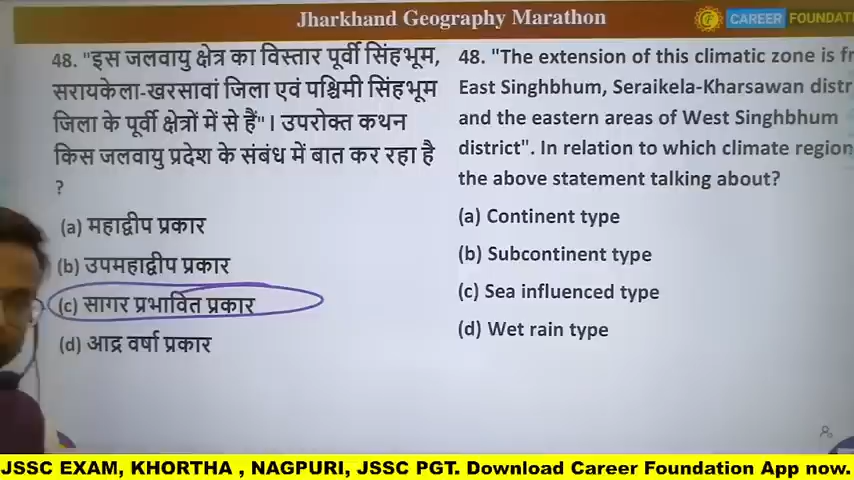 Jharkhand Geography Marathon
CAREER FOUNDATI
48. "इस जलवायु क्षेत्र का विस्तार पूर्वी सिंहभूम,
सरायकेला-खरसावां जिला एवं पश्चिमी सिंहभूम
जिला के पूर्वी क्षेत्रों में से हैं"। उपरोक्त कथन
किस जलवायु प्रदेश के संबंध में बात कर रहा है
?
(a) महाद्वीप प्रकार
(b) उपमहाद्वीप प्रकार
(c) सागर प्रभावित प्रकार
(d) आद्र वर्षा प्रकार
48. "The extension of this climatic zone is fr
East Singhbhum, Seraikela-Kharsawan distr
and the eastern areas of West Singhbhum
district". In relation to which climate region
the above statement talking about?
(a) Continent type
(b) Subcontinent type
(c) Sea influenced type
(d) Wet rain type
JSSC EXAM, KHORTHA , NAGPURI, JSSC PGT. Download Career Foundation App now.